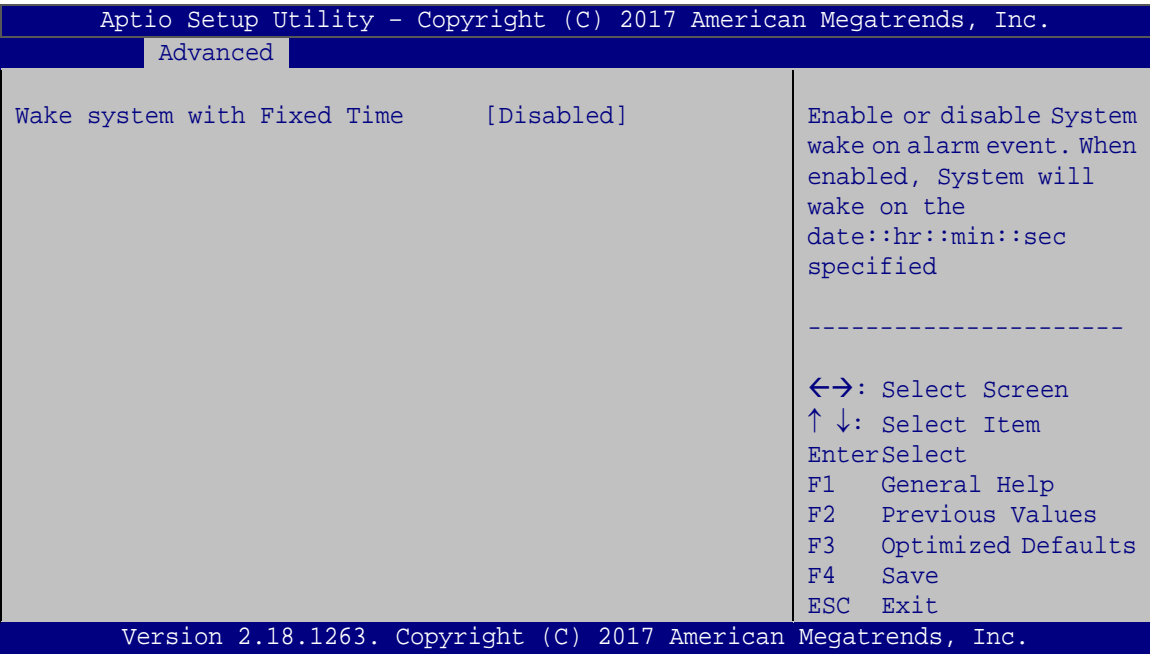 Aptio Setup Utility – Copyright (C) 2017 American Megatrends, Inc.
Advanced
Wake system with Fixed Time [Disabled]
Enable or disable System
wake on alarm event. When
enabled, System will
wake on the
date::hr::min::sec
specified
----------------------
←→: Select Screen
↑ ↓: Select Item
EnterSelect
F1 General Help
F2 Previous Values
F3 Optimized Defaults
F4 Save
ESC Exit
Version 2.18.1263. Copyright (C) 2017 American Megatrends, Inc.